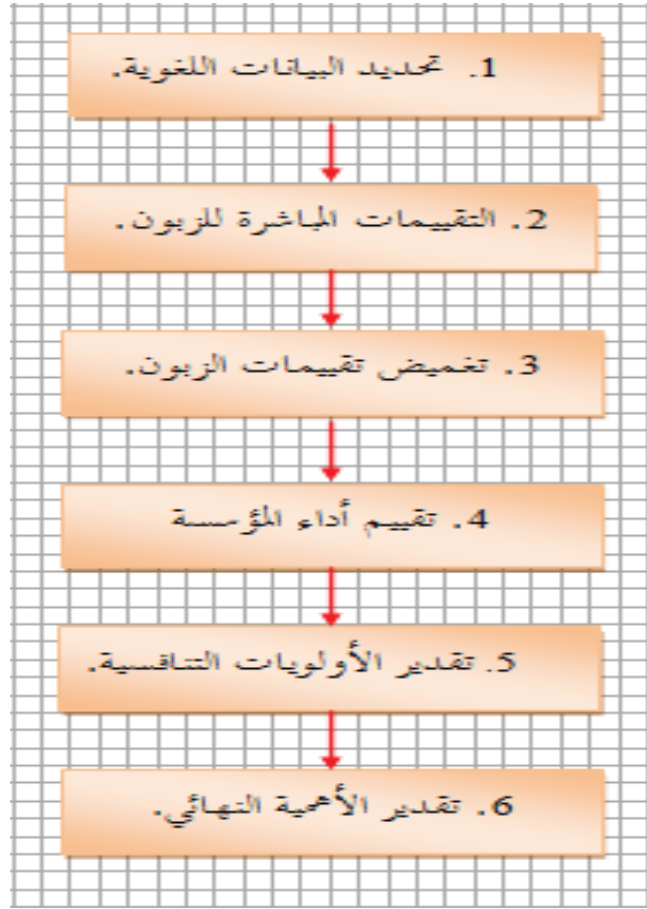 1. تحديد البيانات اللغوية.
2. التقييمات المباشرة للزبون.
3. تغميض تقييمات الزبون.
4. تقييم أداء المؤسسة
5. تقدير الأولويات التنافسية.
6. تقدير الأهمية النهائي.